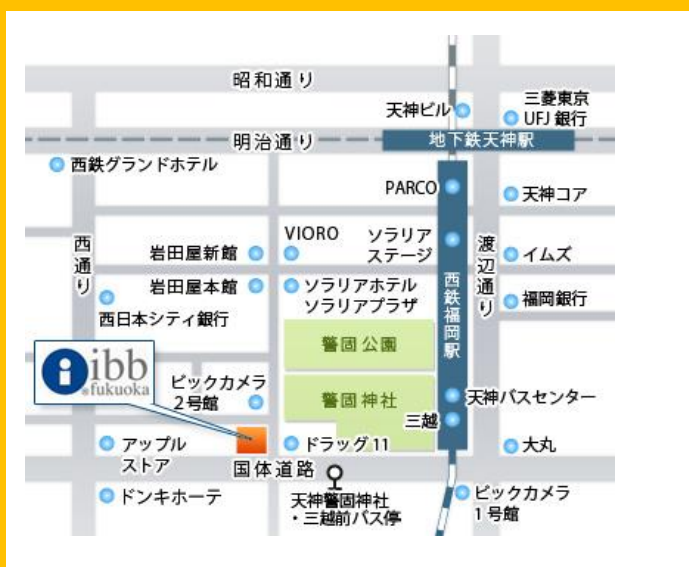 昭和通り
天神ビル
三菱東京
UFJ 銀行
明治通り
地下鉄天神駅
西鉄グランドホテル
PARCO
天神コア
西通り
岩田屋新館
VIORO
ソラリア
ステージ
渡辺通り
イムズ
岩田屋本館
ソラリアホテル
ソラリアプラザ
西鉄福岡駅
福岡銀行
西日本シティ銀行
警固公園
ibb
fukuoka
ビックカメラ
2号館
警固神社
天神バスセンター
三越
アップル
ストア
ドラッグ11
大丸
国体道路
ドンキホーテ
天神警固神社
・三越前バス停
ビックカメラ
1号館